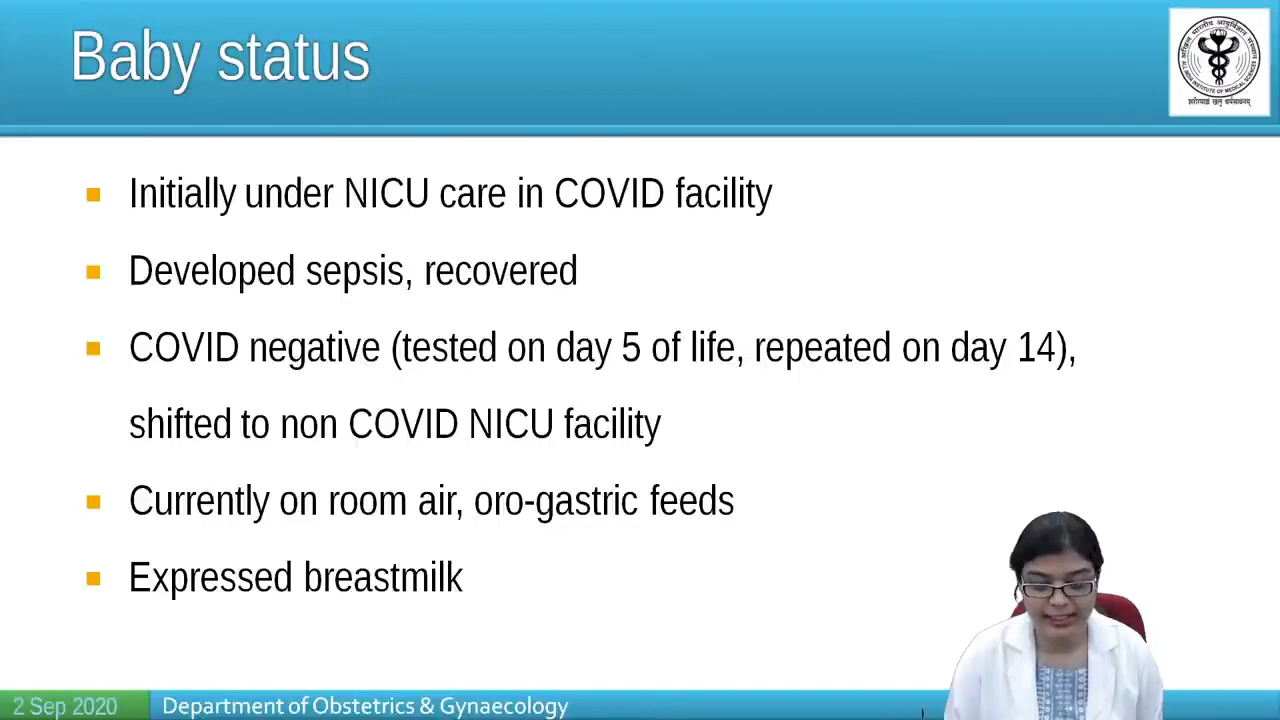 Baby status
Initially under NICU care in COVID facility
Developed sepsis, recovered
COVID negative (tested on day 5 of life, repeated on day 14),
shifted to non COVID NICU facility
Currently on room air, oro-gastric feeds
Expressed breastmilk
2 Sep 2020
Department of Obstetrics & Gynaecology